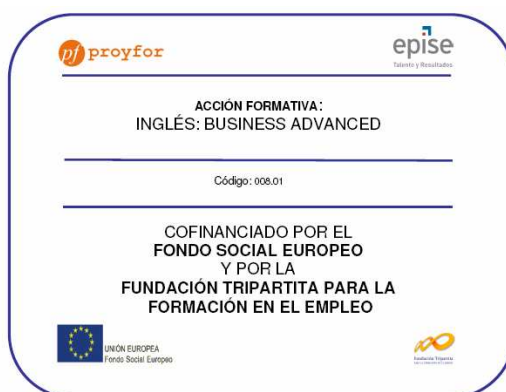 pf proyfor
epise
Talento y Resultados
ACCIÓN FORMATIVA:
INGLÉS: BUSINESS ADVANCED
Código: 008.01
COFINANCIADO POR EL
FONDO SOCIAL EUROPEO
Y POR LA
FUNDACIÓN TRIPARTITA PARA LA
FORMACIÓN EN EL EMPLEO
UNIÓN EUROPEA
Fondo Social Europeo
Fundación Tripartita